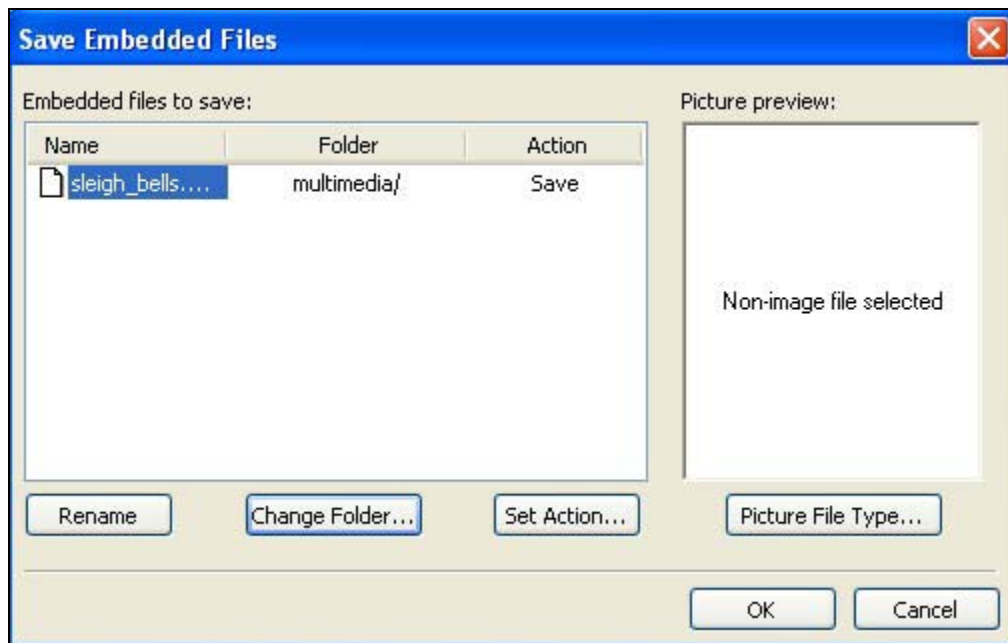 Save Embedded Files
Embedded files to save:
Picture preview:
Name Folder Action
sleigh_bells.... multimedia/ Save
Non-image file selected
Rename Change Folder... Set Action... Picture File Type...
OK Cancel